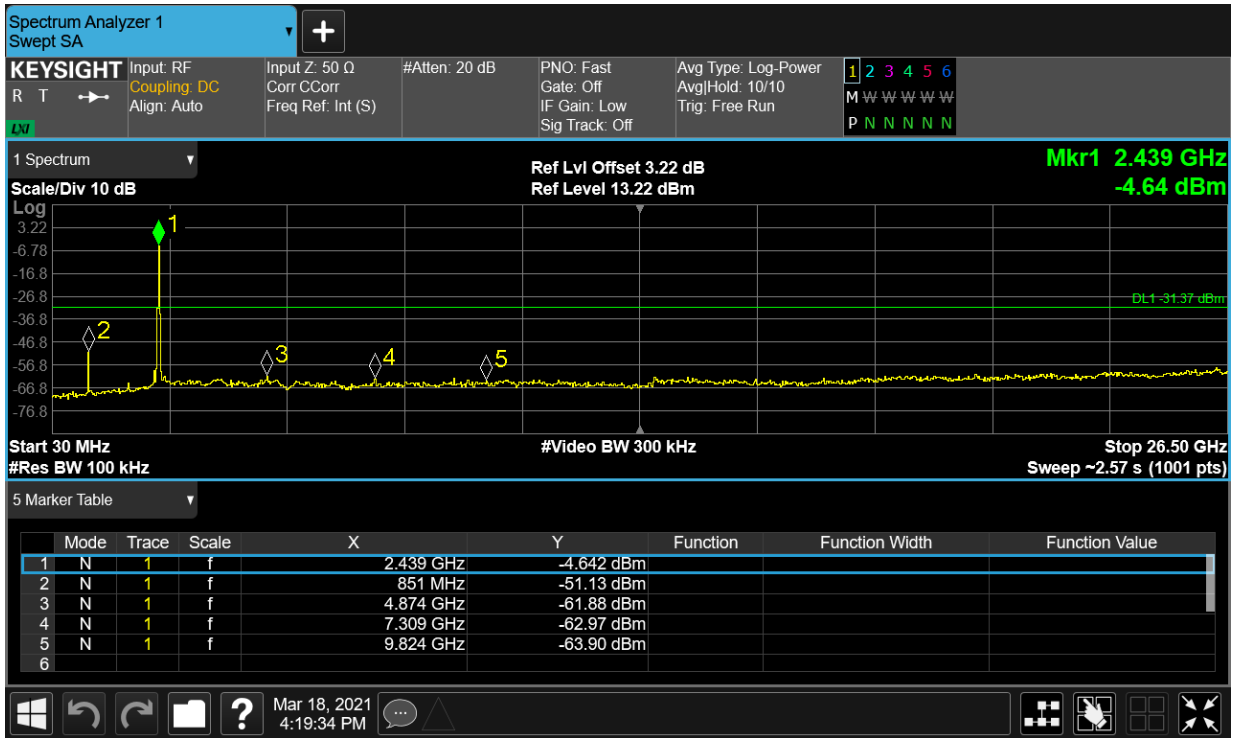 Spectrum Analyzer 1
Swept SA
KEYSIGHT
R T
LXI
Input: RF
Coupling: DC
Align: Auto
Input Z: 50 Ω
Corr CCorr
Freq Ref: Int (S)
#Atten: 20 dB
PNO: Fast
Gate: Off
IF Gain: Low
Sig Track: Off
Avg Type: Log-Power
Avg|Hold: 10/10
Trig: Free Run
1 2 3 4 5 6
M W W W W W W
P N N N N N N
1 Spectrum
Scale/Div 10 dB
Ref Lvl Offset 3.22 dB
Ref Level 13.22 dBm
Mkr1 2.439 GHz
-4.64 dBm
Log
3.22
-6.78
-16.8
-26.8
-36.8
-46.8
-56.8
-66.8
-76.8
1
2
3
4
5
DL1 -31.37 dBm
Start 30 MHz
#Res BW 100 kHz
#Video BW 300 kHz
Stop 26.50 GHz
Sweep ~2.57 s (1001 pts)
5 Marker Table
Mode Trace Scale X Y Function Function Width Function Value
1 N 1 f 2.439 GHz -4.642 dBm
2 N 1 f 851 MHz -51.13 dBm
3 N 1 f 4.874 GHz -61.88 dBm
4 N 1 f 7.309 GHz -62.97 dBm
5 N 1 f 9.824 GHz -63.90 dBm
6
?
Mar 18, 2021
4:19:34 PM